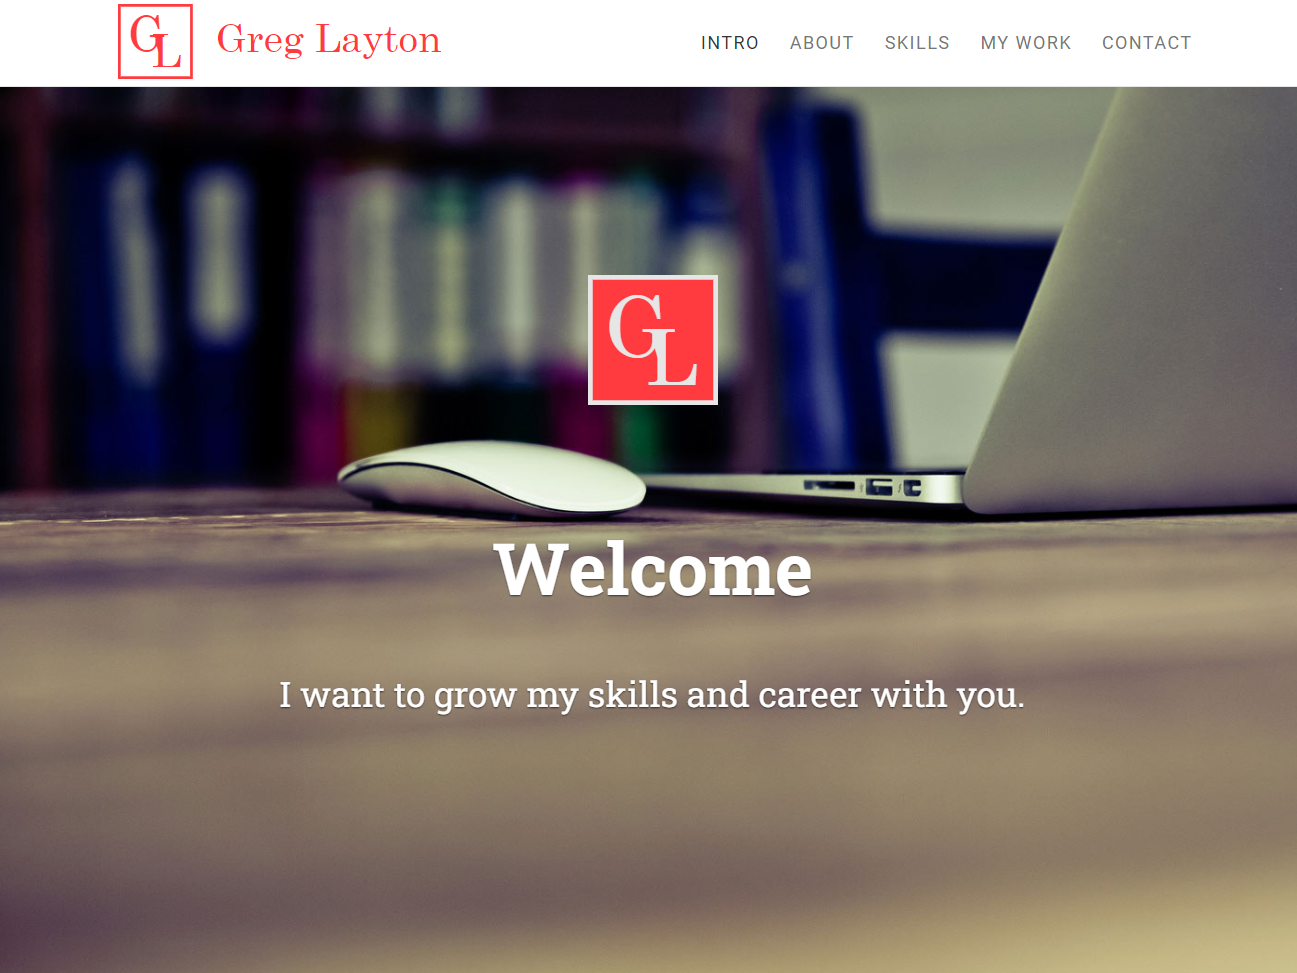 GL Greg Layton
INTRO ABOUT SKILLS MY WORK CONTACT
GL
Welcome
I want to grow my skills and career with you.